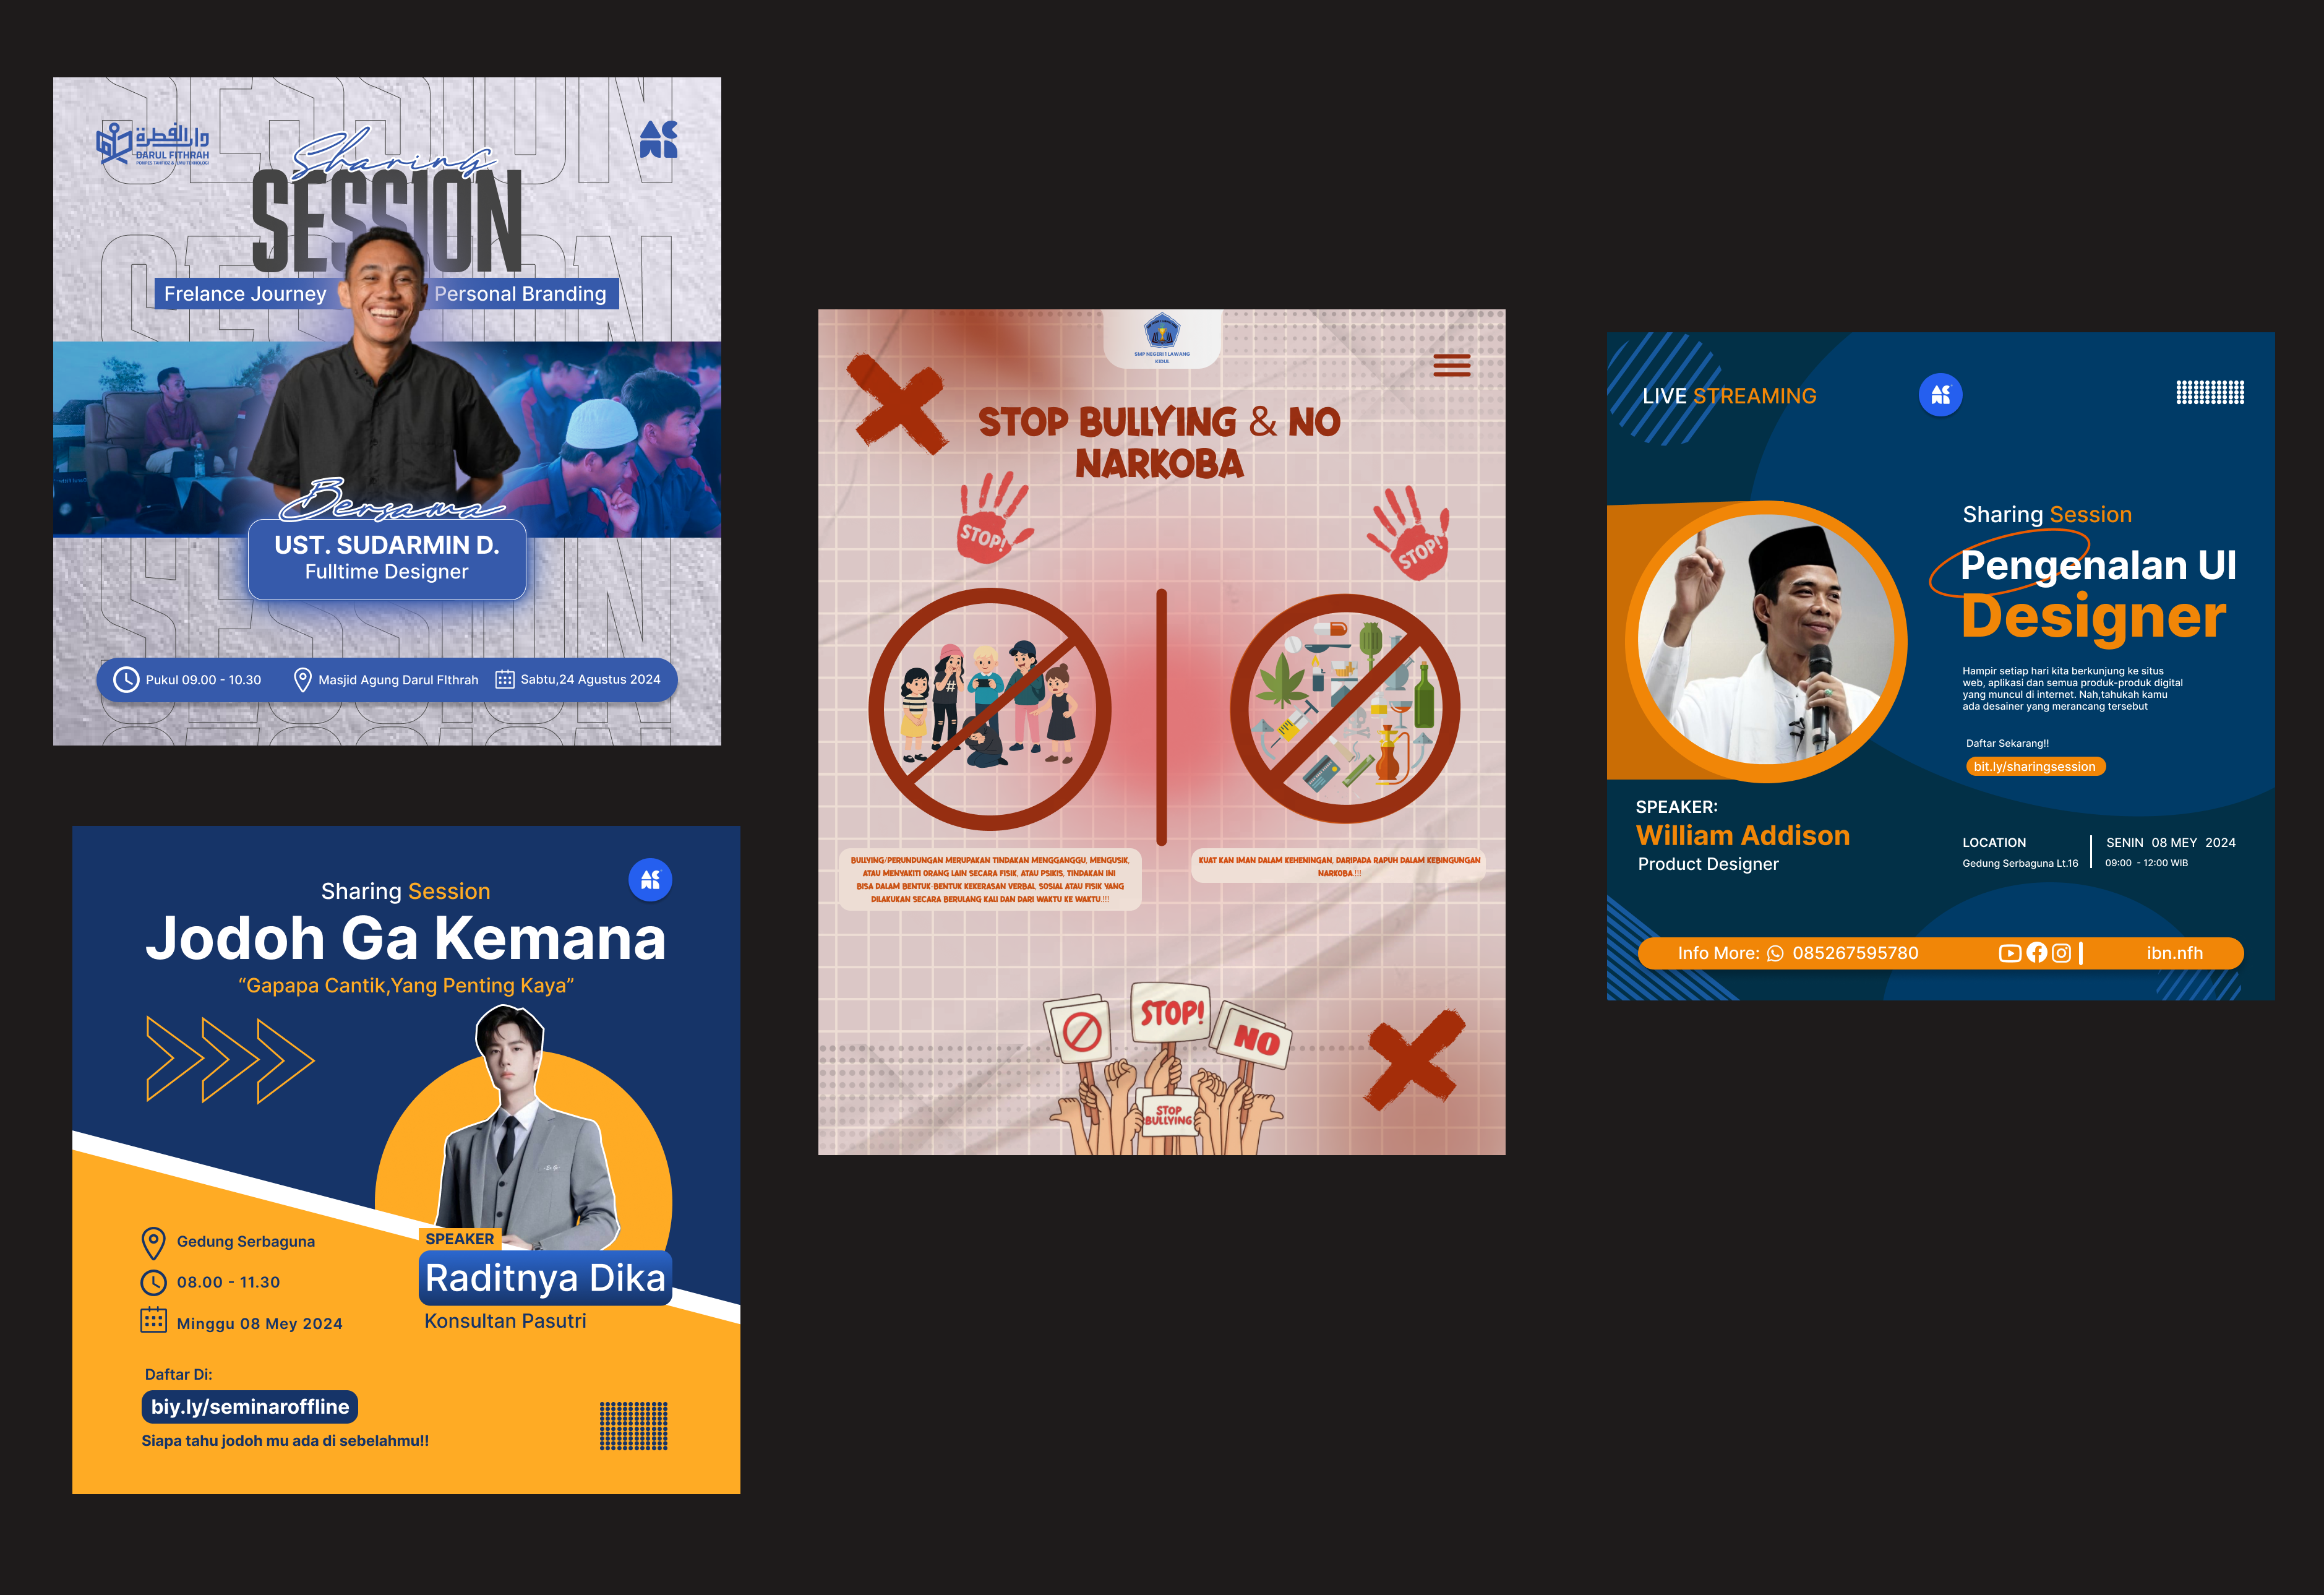 دار الفطرة
DARUL FITHRAH
PONPES TAHFIDZ & ILMU TEKNOLOGI
Sharing
SESSION
Frelance Journey
Personal Branding
Bersama
UST. SUDARMIN D.
Fulltime Designer
Pukul 09.00 - 10.30
Masjid Agung Darul FIthrah
Sabtu,24 Agustus 2024
Sharing Session
Jodoh Ga Kemana
“Gapapa Cantik,Yang Penting Kaya”
SPEAKER
Raditnya Dika
Konsultan Pasutri
Gedung Serbaguna
08.00 - 11.30
Minggu 08 Mey 2024
Daftar Di:
biy.ly/seminaroffline
Siapa tahu jodoh mu ada di sebelahmu!!
SMP NEGERI 1 LAWANG
KIDUL
STOP BULLYING & NO
NARKOBA
STOP!
STOP!
#
BULLYING/PERUNDUNGAN MERUPAKAN TINDAKAN MENGGANGGU, MENGUSIK,
ATAU MENYAKITI ORANG LAIN SECARA FISIK, ATAU PSIKIS, TINDAKAN INI
BISA DALAM BENTUK-BENTUK KEKERASAN VERBAL, SOSIAL ATAU FISIK YANG
DILAKUKAN SECARA BERULANG KALI DAN DARI WAKTU KE WAKTU.!!!
KUAT KAN IMAN DALAM KEHENINGAN, DARIPADA RAPUH DALAM KEBINGUNGAN
NARKOBA.!!!
STOP!
NO
STOP
BULLYING
LIVE STREAMING
Sharing Session
Pengenalan UI
Designer
Hampir setiap hari kita berkunjung ke situs
web, aplikasi dan semua produk-produk digital
yang muncul di internet. Nah,tahukah kamu
ada desainer yang merancang tersebut
Daftar Sekarang!!
bit.ly/sharingsession
SPEAKER:
William Addison
Product Designer
LOCATION
Gedung Serbaguna Lt.16
SENIN 08 MEY 2024
09:00 - 12:00 WIB
Info More: 085267595780
ibn.nfh